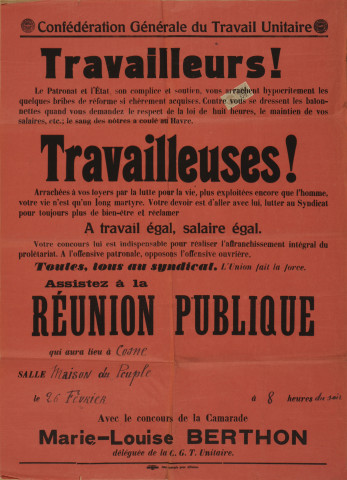 Confédération Générale du Travail Unitaire
Travailleurs !
Le Patronat et l'État, son complice et soutien, vous arrachent hypocritement les
quelques bribes de réforme si chèrement acquises. Contre vous se dressent les baïon-
nettes quand vous demandez le respect de la loi de huit heures, le maintien de vos
salaires, etc.; le sang des nôtres a coulé au Havre.
Travailleuses !
Arrachées à vos foyers par la lutte pour la vie, plus exploitées encore que l'homme,
votre vie n'est qu'un long martyre. Votre devoir est d'aller avec lui, lutter au Syndicat
pour toujours plus de bien-être et réclamer
A travail égal, salaire égal.
Votre concours lui est indispensable pour réaliser l'affranchissement intégral du
prolétariat. A l'offensive patronale, opposons l'offensive ouvrière.
Toutes, tous au syndicat. L'Union fait la force.
Assistez à la
RÉUNION PUBLIQUE
qui aura lieu à Cosne
SALLE Maison du Peuple
le 26 Février à 8 heures du soir
Avec le concours de la Camarade
Marie-Louise BERTHON
déléguée de la C. G. T. Unitaire.